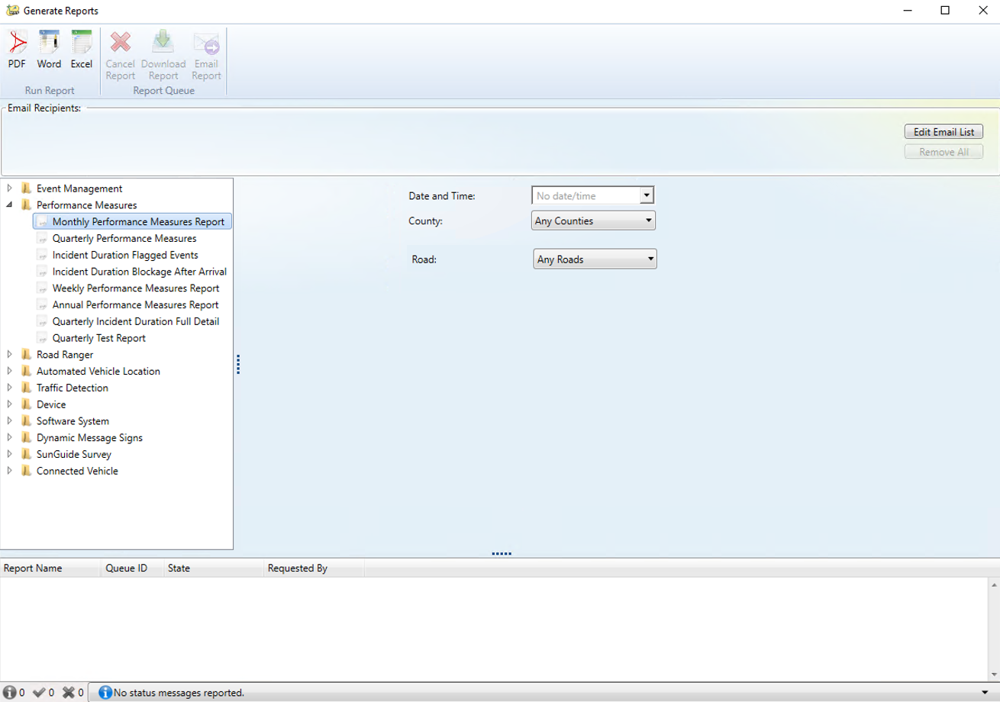 Generate Reports
PDF Word Excel Cancel Report Download Report Email Report
Run Report Report Queue
Email Recipients:
Edit Email List
Remove All
Event Management
Performance Measures
Monthly Performance Measures Report
Quarterly Performance Measures
Incident Duration Flagged Events
Incident Duration Blockage After Arrival
Weekly Performance Measures Report
Annual Performance Measures Report
Quarterly Incident Duration Full Detail
Quarterly Test Report
Road Ranger
Automated Vehicle Location
Traffic Detection
Device
Software System
Dynamic Message Signs
SunGuide Survey
Connected Vehicle
Date and Time: No date/time
County: Any Counties
Road: Any Roads
Report Name Queue ID State Requested By
0 0 0 No status messages reported.